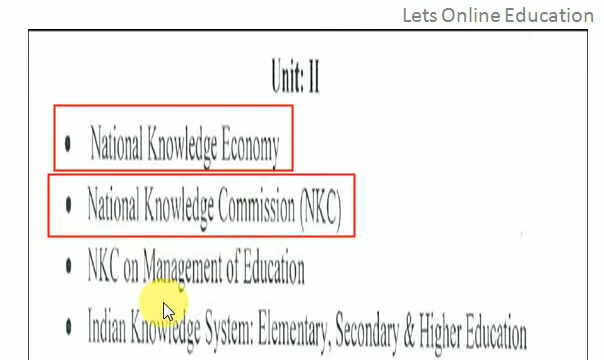 Lets Online Education
Unit: II
• National Knowledge Economy
• National Knowledge Commission (NKC)
• NKC on Management of Education
• Indian Knowledge System: Elementary, Secondary & Higher Education